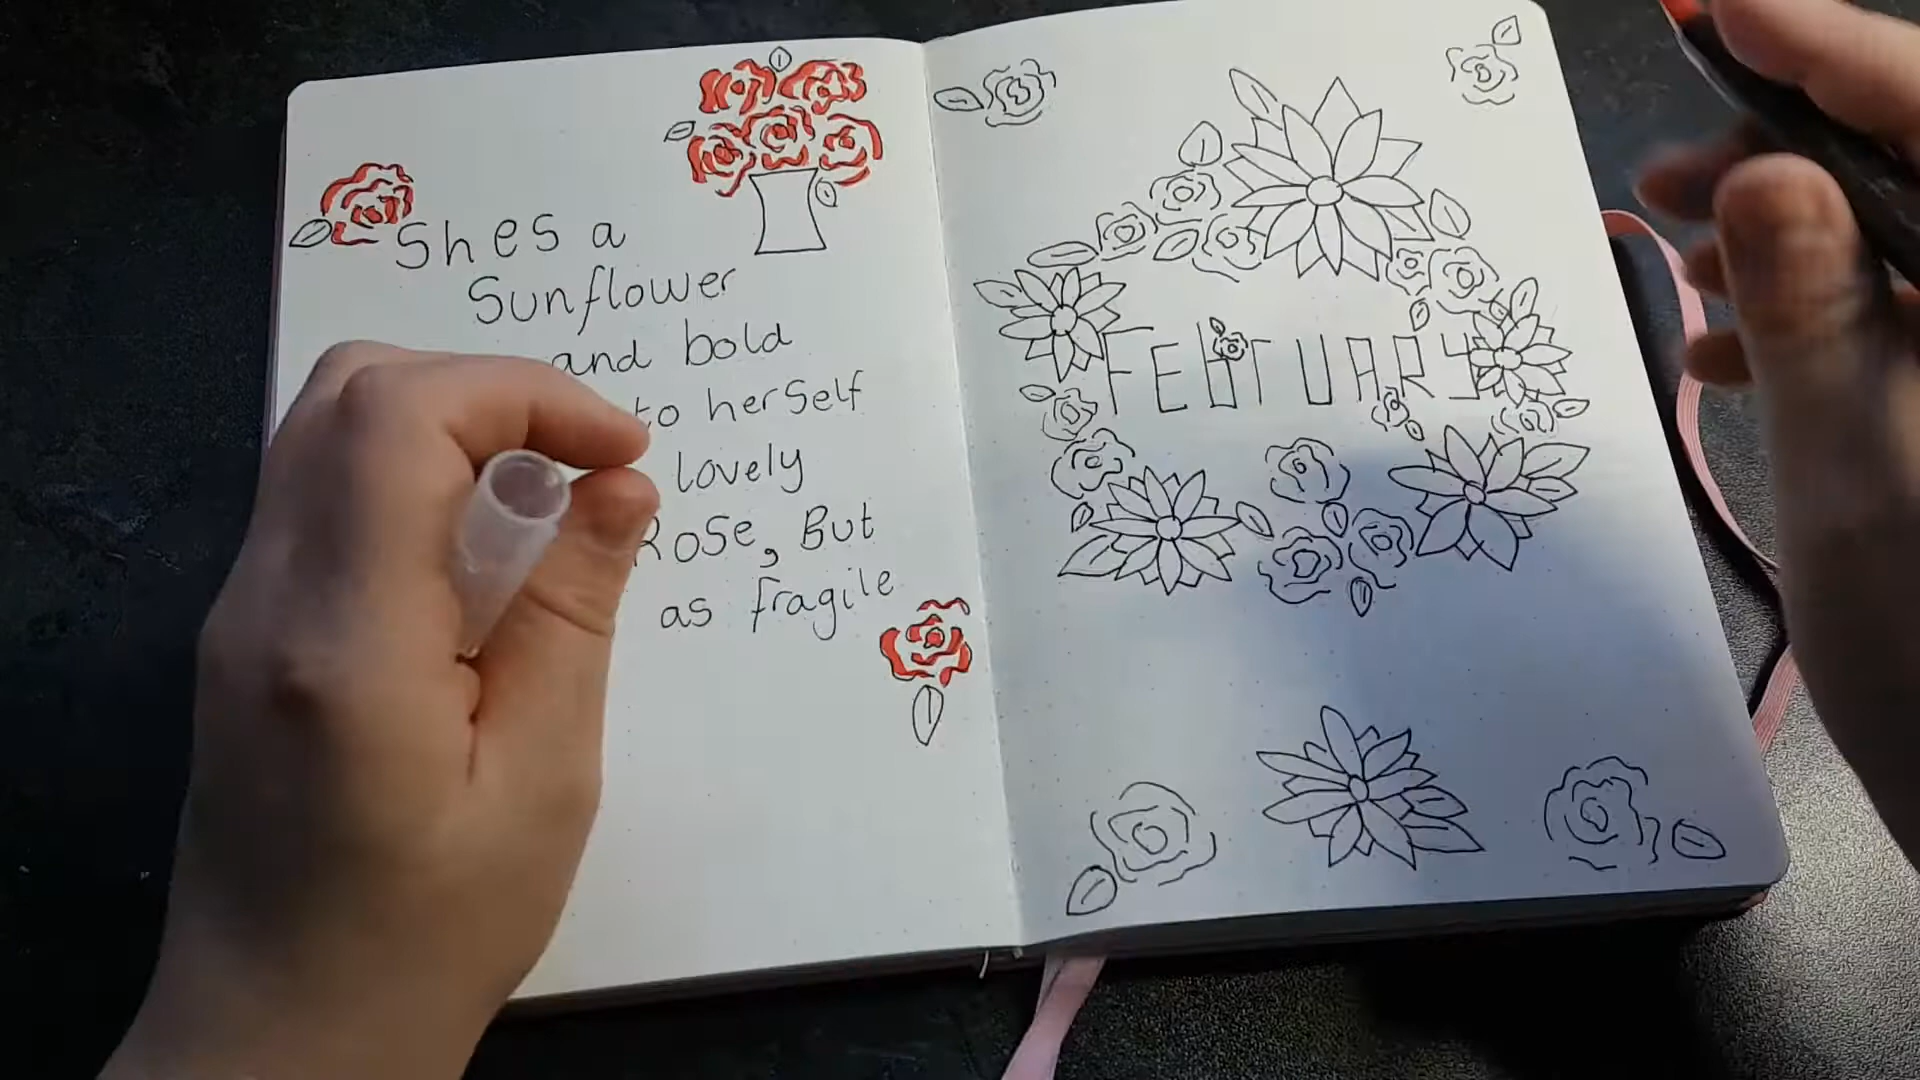 Shes a
Sunflower
and bold
to herself
lovely
Rose, But
as fragile
FEbrUARY